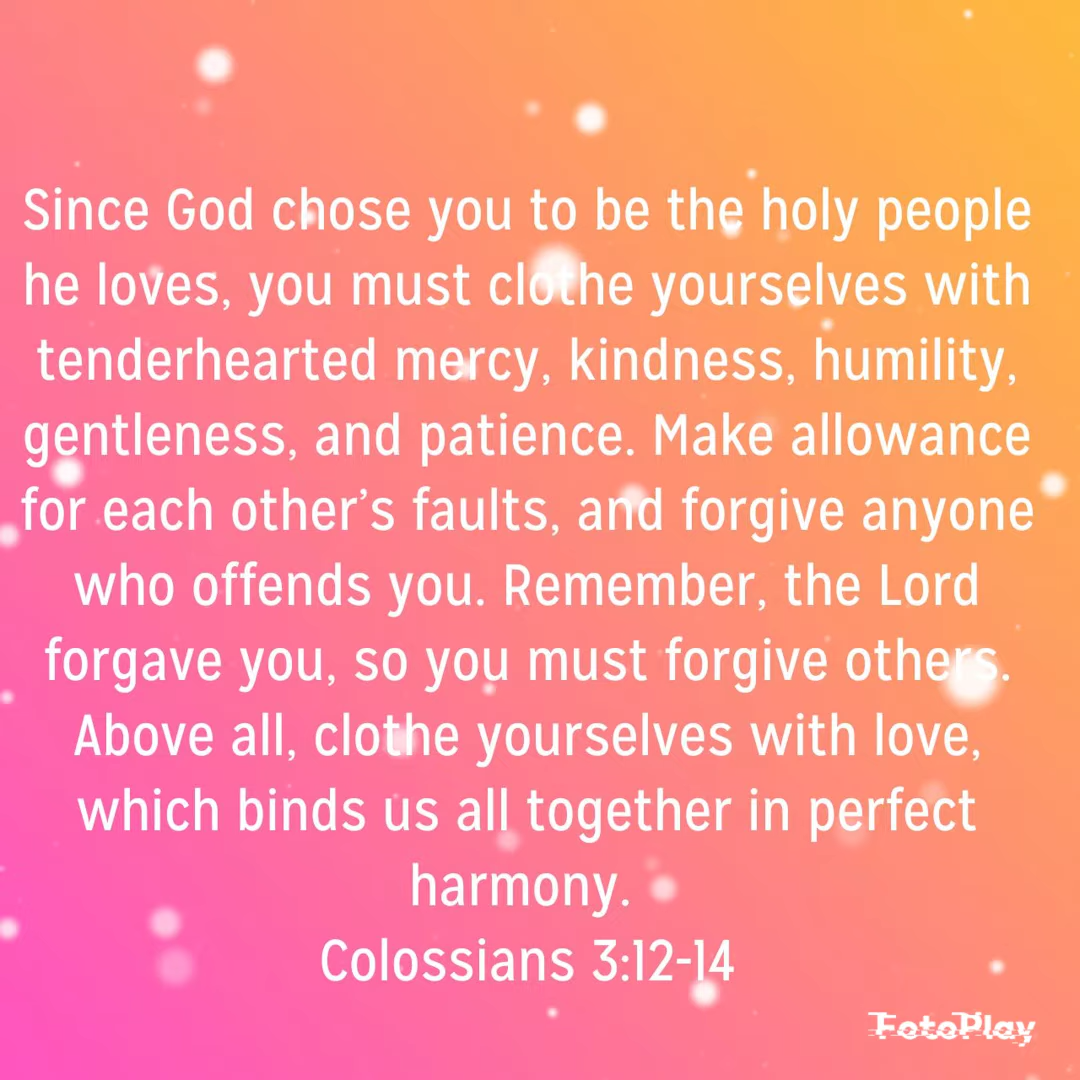 Since God chose you to be the holy people
he loves, you must clothe yourselves with
tenderhearted mercy, kindness, humility,
gentleness, and patience. Make allowance
for each other’s faults, and forgive anyone
who offends you. Remember, the Lord
forgave you, so you must forgive others.
Above all, clothe yourselves with love,
which binds us all together in perfect
harmony.
Colossians 3:12-14
FotoPlay